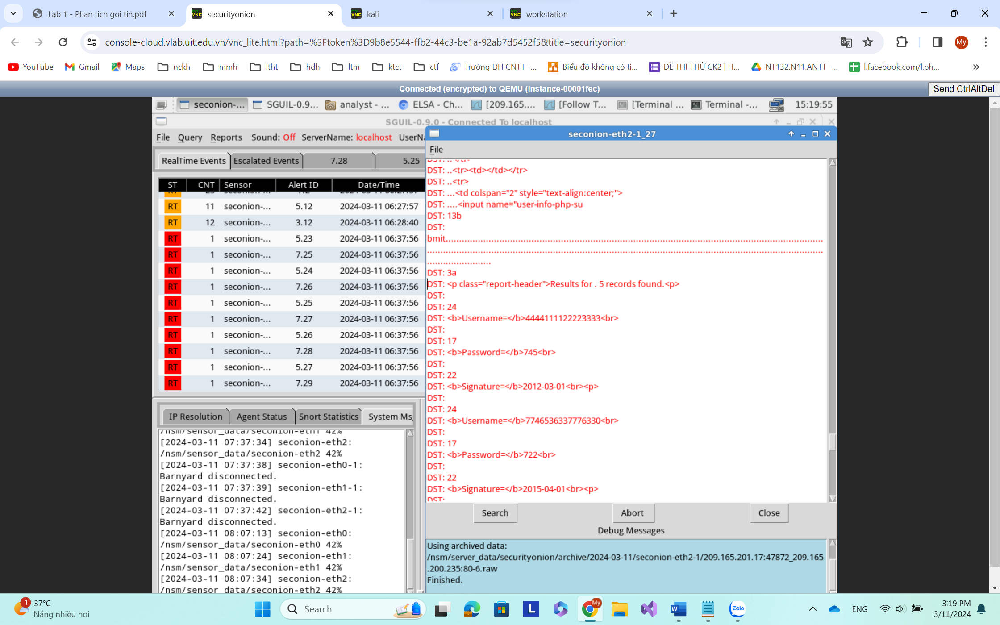 Lab 1 - Phan tich goi tin.pdf
securityonion
kali
workstation
console-cloud.vlab.uit.edu.vn/vnc_lite.html?path=%3Ftoken%3D9b8e5544-ffb2-44c3-be1a-92ab7d5452f5&title=securityonion
My
YouTube
Gmail
Maps
nckh
mmh
ltht
hdh
ltm
ktct
ctf
Trường ĐH CNTT -...
Biểu đồ không có ti...
ĐỀ THI THỬ CK2 | H...
NT132.N11.ANTT -...
l.facebook.com/l.ph...
Connected (encrypted) to QEMU (instance-00001fec)
Send CtrlAltDel
seconion-...
SGUIL-0.9...
analyst - ...
ELSA - Ch...
[209.165....
[Follow T...
[Terminal ...
Terminal -...
15:19:55
SGUIL-0.9.0 - Connected To localhost
File Query Reports Sound: Off ServerName: localhost UserNa
RealTime Events
Escalated Events
7.28
5.25
ST CNT Sensor Alert ID Date/Time
RT 11 seconion-... 5.12 2024-03-11 06:27:57
RT 12 seconion-... 3.12 2024-03-11 06:28:40
RT 1 seconion-... 5.23 2024-03-11 06:37:56
RT 1 seconion-... 7.25 2024-03-11 06:37:56
RT 1 seconion-... 5.24 2024-03-11 06:37:56
RT 1 seconion-... 7.26 2024-03-11 06:37:56
RT 1 seconion-... 5.25 2024-03-11 06:37:56
RT 1 seconion-... 7.27 2024-03-11 06:37:56
RT 1 seconion-... 5.26 2024-03-11 06:37:56
RT 1 seconion-... 7.28 2024-03-11 06:37:56
RT 1 seconion-... 5.27 2024-03-11 06:37:56
RT 1 seconion-... 7.29 2024-03-11 06:37:56
IP Resolution
Agent Status
Snort Statistics
System Ms
/nsm/sensor_data/seconion-eth1 42%
[2024-03-11 07:37:34] seconion-eth2:
/nsm/sensor_data/seconion-eth2 42%
[2024-03-11 07:37:38] seconion-eth0-1:
Barnyard disconnected.
[2024-03-11 07:37:39] seconion-eth1-1:
Barnyard disconnected.
[2024-03-11 07:37:42] seconion-eth2-1:
Barnyard disconnected.
[2024-03-11 08:07:13] seconion-eth0:
/nsm/sensor_data/seconion-eth0 42%
[2024-03-11 08:07:24] seconion-eth1:
/nsm/sensor_data/seconion-eth1 42%
[2024-03-11 08:07:34] seconion-eth2:
/nsm/sensor_data/seconion-eth2 42%
seconion-eth2-1_27
File
DST: ..</tr>
DST: ..<tr><td></td></tr>
DST: ..<tr>
DST: ...<td colspan="2" style="text-align:center;">
DST: ....<input name="user-info-php-su
DST: 13b
DST:
bmit.............................................................................................................................................
....................................................................................................................................................
........................
DST: 3a
DST: <p class="report-header">Results for . 5 records found.<p>
DST:
DST: 24
DST: <b>Username=</b>4444111122223333<br>
DST:
DST: 17
DST: <b>Password=</b>745<br>
DST:
DST: 22
DST: <b>Signature=</b>2012-03-01<br><p>
DST:
DST: 24
DST: <b>Username=</b>7746536337776330<br>
DST:
DST: 17
DST: <b>Password=</b>722<br>
DST:
DST: 22
DST: <b>Signature=</b>2015-04-01<br><p>
DST:
Search
Abort
Close
Debug Messages
Using archived data:
/nsm/server_data/securityonion/archive/2024-03-11/seconion-eth2-1/209.165.201.17:47872_209.165
.200.235:80-6.raw
Finished.
1
37°C
Nắng nhiều nơi
Search
L
My
W
Zalo
ENG
3:19 PM
3/11/2024